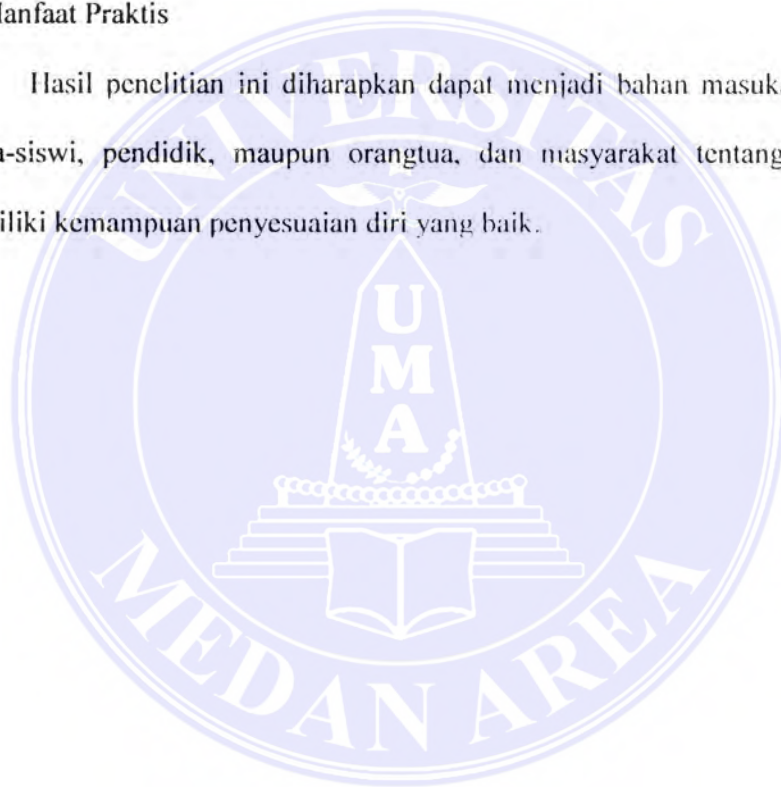 Manfaat Praktis
Hasil penelitian ini diharapkan dapat menjadi bahan masuk
a-siswi, pendidik, maupun orangtua, dan masyarakat tentang
iliki kemampuan penyesuaian diri yang baik.
UNIVERSITAS
U
M
A
MEDAN AREA